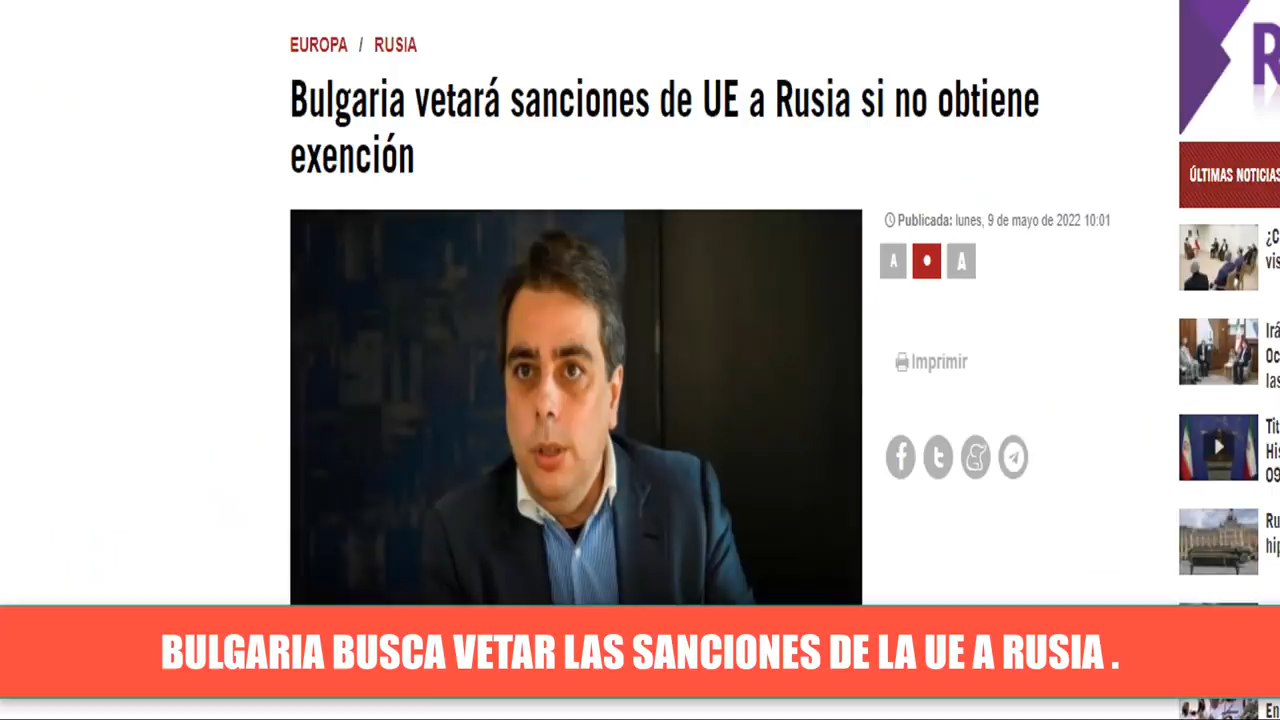 EUROPA / RUSIA
Bulgaria vetará sanciones de UE a Rusia si no obtiene
exención
Publicada: lunes, 9 de mayo de 2022 10:01
A
A
Imprimir
ÚLTIMAS NOTICIAS
BULGARIA BUSCA VETAR LAS SANCIONES DE LA UE A RUSIA .